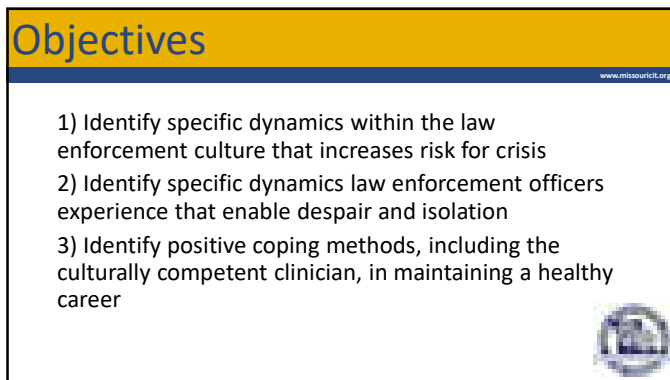 Objectives
www.missouricit.org
1) Identify specific dynamics within the law
enforcement culture that increases risk for crisis
2) Identify specific dynamics law enforcement officers
experience that enable despair and isolation
3) Identify positive coping methods, including the
culturally competent clinician, in maintaining a healthy
career